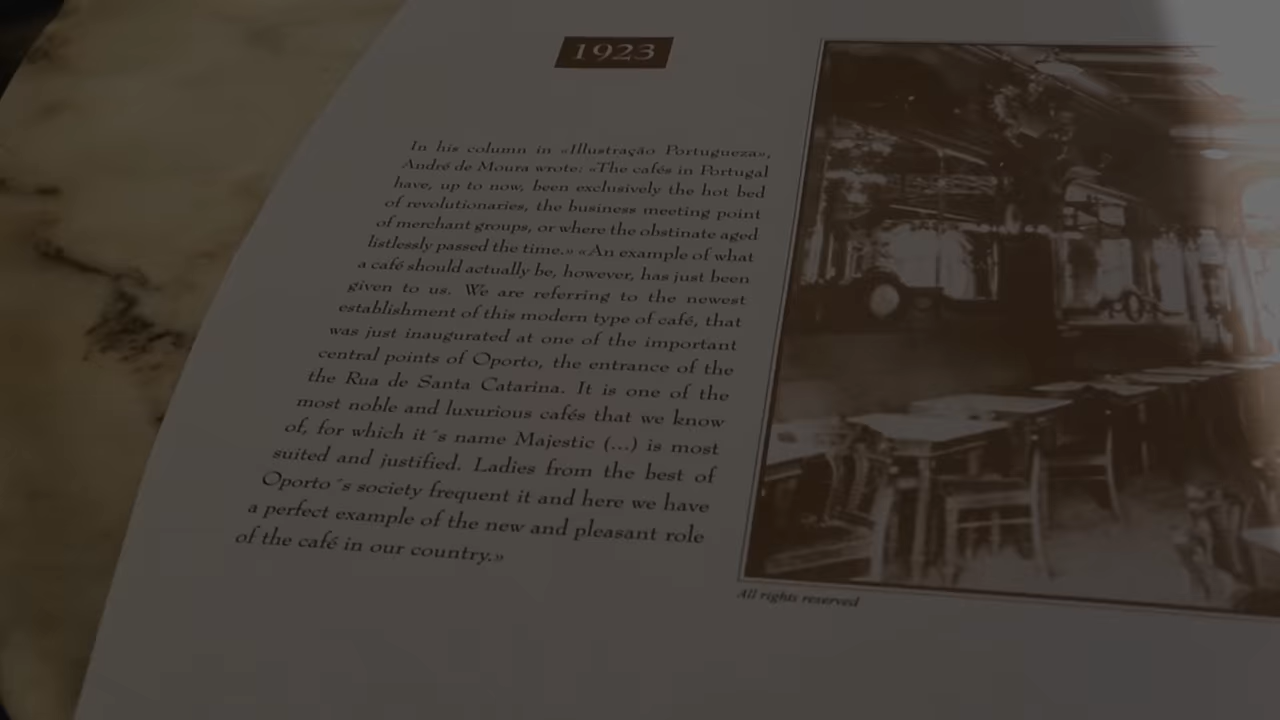 1923
In his column in «Illustração Portugueza»,
André de Moura wrote: «The cafés in Portugal
have, up to now, been exclusively the hot bed
of revolutionaries, the business meeting point
of merchant groups, or where the obstinate aged
listlessly passed the time.» «An example of what
a café should actually be, however, has just been
given to us. We are referring to the newest
establishment of this modern type of café, that
was just inaugurated at one of the important
central points of Oporto, the entrance of the
the Rua de Santa Catarina. It is one of the
most noble and luxurious cafés that we know
of, for which it´s name Majestic (...) is most
suited and justified. Ladies from the best of
Oporto´s society frequent it and here we have
a perfect example of the new and pleasant role
of the café in our country.»
All rights reserved